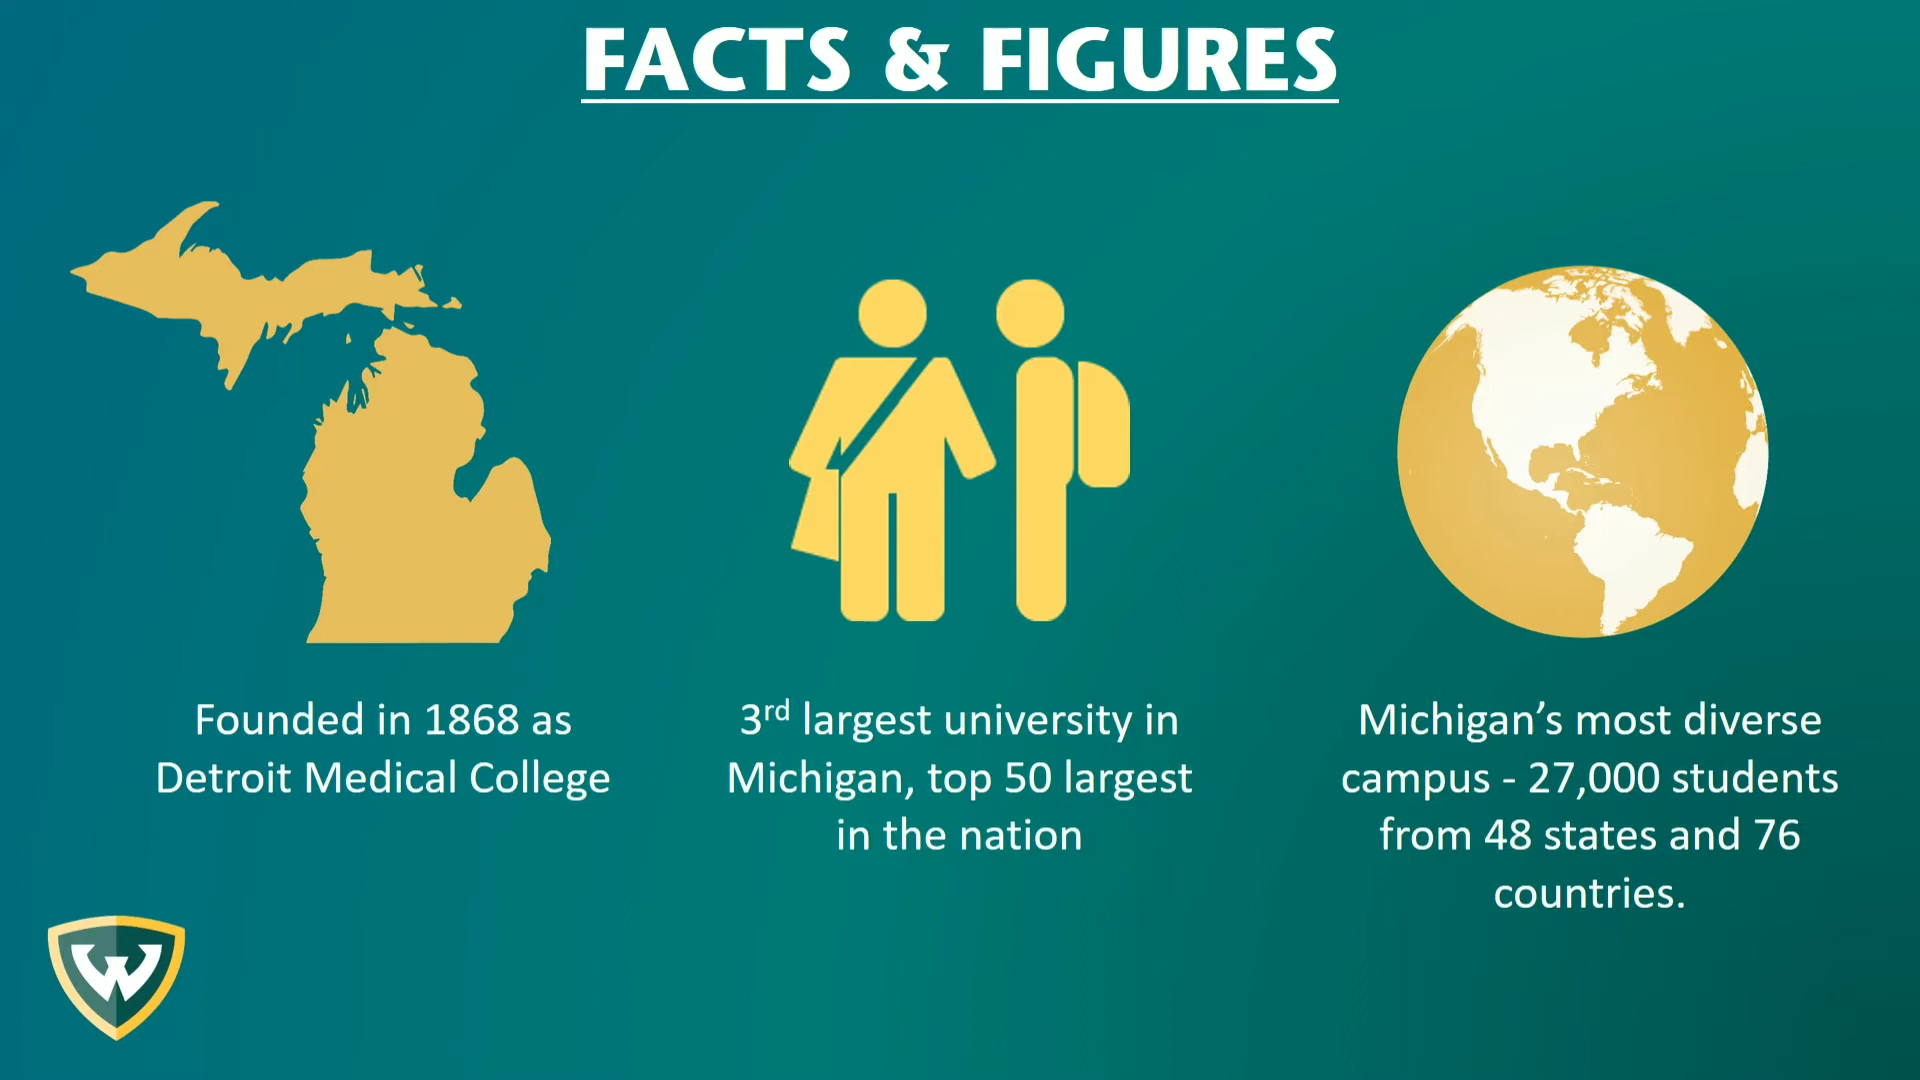 FACTS & FIGURES
Founded in 1868 as
Detroit Medical College
3rd largest university in
Michigan, top 50 largest
in the nation
Michigan’s most diverse
campus - 27,000 students
from 48 states and 76
countries.
W